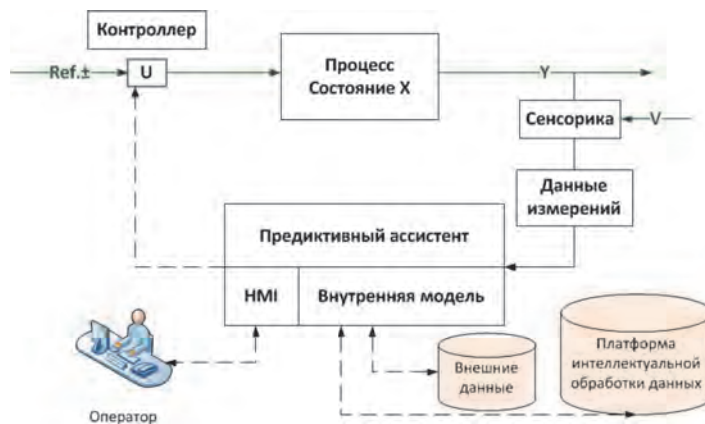 Контроллер
Ref.±
U
Процесс
Состояние X
Y
Сенсорика
V
Данные
измерений
Предиктивный ассистент
HMI
Внутренняя модель
Оператор
Внешние
данные
Платформа
интеллектуальной
обработки данных